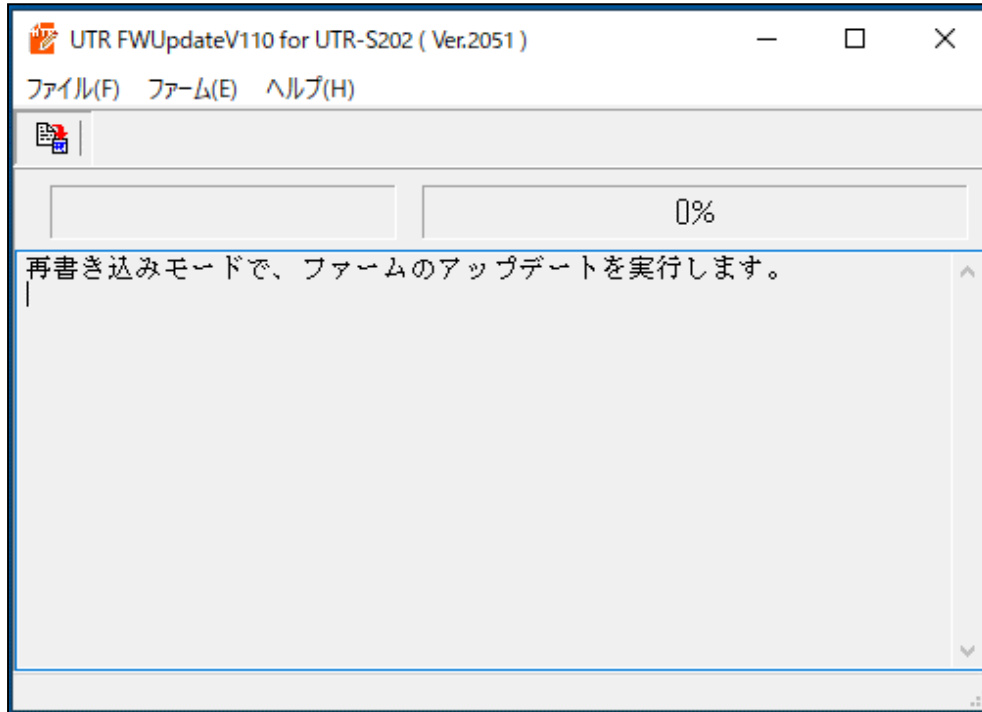 UTR FWUpdateV110 for UTR-S202 ( Ver.2051 )
ファイル(F) ファーム(E) ヘルプ(H)
0%
再書き込みモードで、ファームのアップデートを実行します。